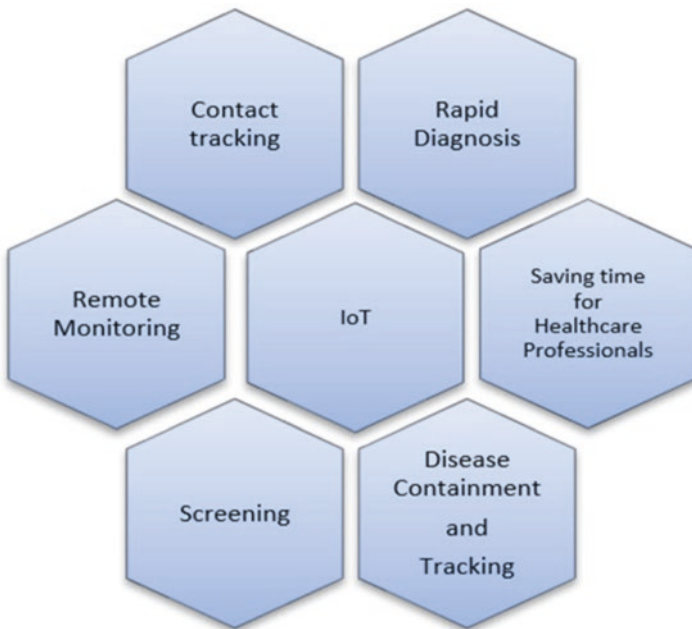 Contact
tracking
Rapid
Diagnosis
Remote
Monitoring
IoT
Saving time
for
Healthcare
Professionals
Screening
Disease
Containment
and
Tracking